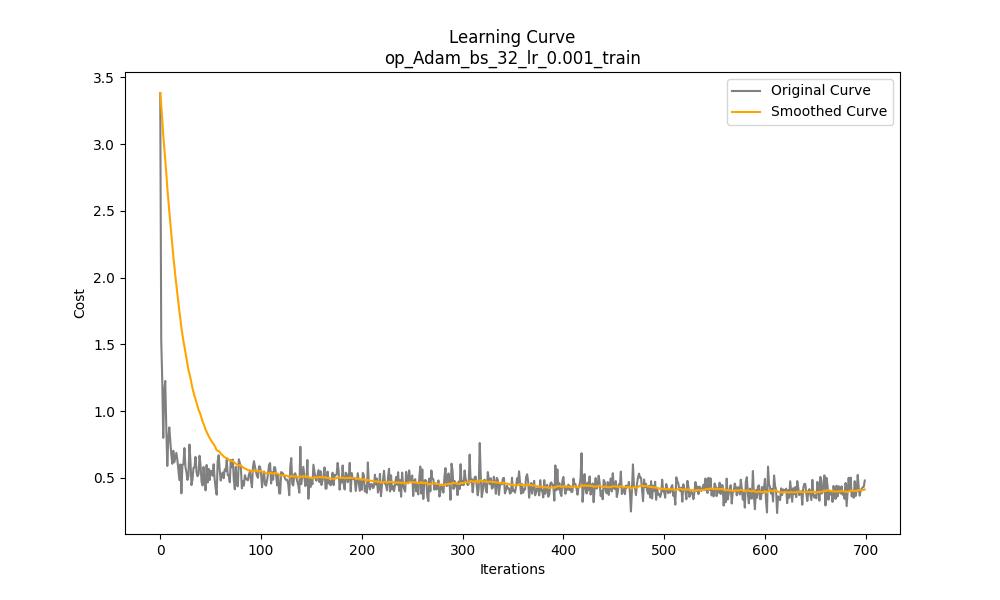 Learning Curve
op_Adam_bs_32_lr_0.001_train
Original Curve
Smoothed Curve
3.5
3.0
2.5
2.0
1.5
1.0
0.5
Cost
0 100 200 300 400 500 600 700
Iterations